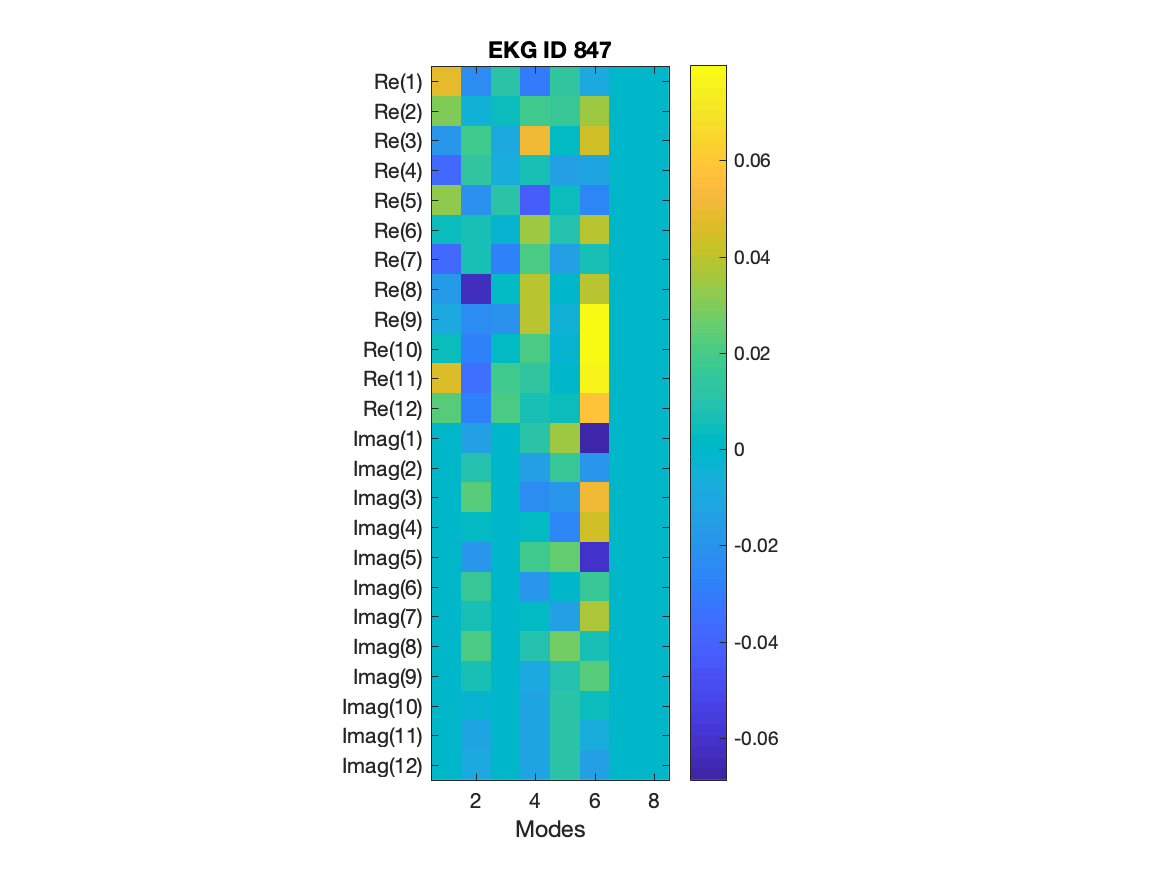 EKG ID 847
Re(1)
Re(2)
Re(3)
Re(4)
Re(5)
Re(6)
Re(7)
Re(8)
Re(9)
Re(10)
Re(11)
Re(12)
Imag(1)
Imag(2)
Imag(3)
Imag(4)
Imag(5)
Imag(6)
Imag(7)
Imag(8)
Imag(9)
Imag(10)
Imag(11)
Imag(12)
2 4 6 8
Modes
0.06
0.04
0.02
0
-0.02
-0.04
-0.06